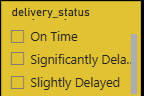 delivery_status
On Time
Significantly Dela...
Slightly Delayed